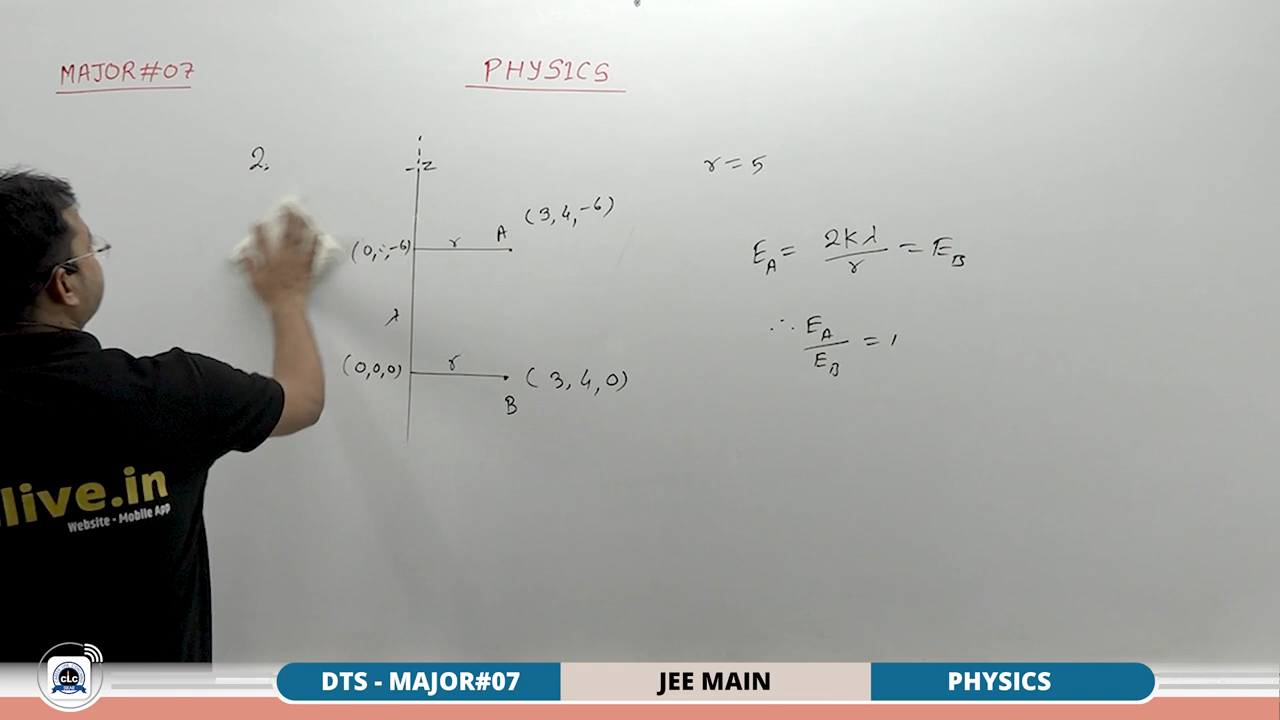 MAJOR#07
PHYSICS
2.
z
r = 5
(3,4,-6)
A
(0,:,-6)
r
E_A = 2Kλ/r = E_B
λ
∴ E_A/E_B = 1
(0,0,0)
r
(3,4,0)
B
live.in
Website - Mobile App
CLC
DTS - MAJOR#07
JEE MAIN
PHYSICS